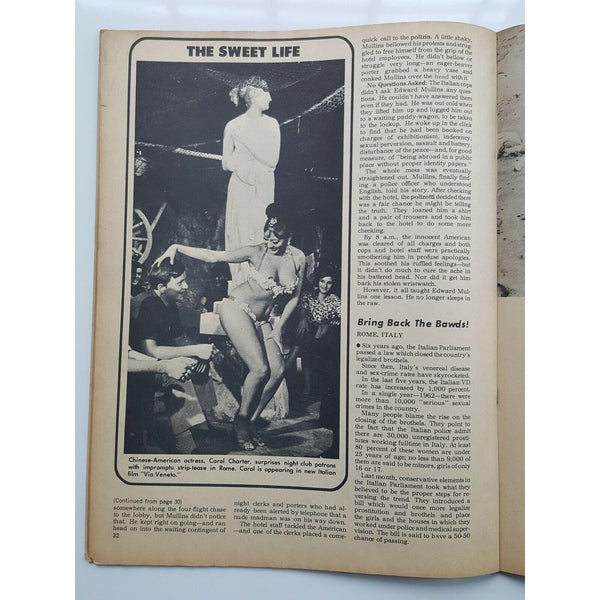 THE SWEET LIFE
Chinese-American actress, Carol Charter, surprises night club patrons
with impromptu strip-tease in Rome. Carol is appearing in new Italian
film "Via Veneto."
(Continued from page 30)
somewhere along the four-flight chase
to the lobby, but Mullins didn't notice
that. He kept right on going—and ran
head on into the waiting contingent of
32
night clerks and porters who had al-
ready been alerted by telephone that a
nude madman was on his way down.
The hotel staff tackled the American
—and one of the clerks placed a some-
quick call to the polizia. A little shaky,
Mullins bellowed his protests and strug-
gled to free himself from the grip of the
hotel employees. He didn't bellow or
struggle very long—an eager-beaver
porter grabbed a heavy vase and
conked Mullins over the head with it.
No Questions Asked: The Italian cops
didn't ask Edward Mullins any ques-
tions. He couldn't have answered them
even if they had. He was out cold when
they lifted him up and lugged him out
to a waiting paddy-wagon, to be taken
to the lockup. He woke up in the clink
to find that he had been booked on
charges of exhibitionism, indecency,
sexual perversion, assault and battery,
disturbance of the peace—and, for good
measure, of "being abroad in a public
place without proper identity papers."
The whole mess was eventually
straightened out. Mullins, finally find-
ing a police officer who understood
English, told his story. After checking
with the hotel, the polizotti decided there
was a fair chance he might be telling
the truth. They loaned him a shirt
and a pair of trousers and took him
back to the hotel to do some more
checking.
By 8 a.m., the innocent American
was cleared of all charges and both
cops and hotel staff were practically
smothering him in profuse apologies.
This soothed his ruffled feelings—but
it didn't do much to cure the ache in
his battered head. Nor did it get him
back his stolen wristwatch.
However, it all taught Edward Mul-
lins one lesson. He no longer sleeps in
the raw.
Bring Back The Bawds!
ROME, ITALY
● Six years ago, the Italian Parliament
passed a law which closed the country's
legalized brothels.
Since then, Italy's venereal disease
and sex-crime rates have skyrocketed.
In the last five years, the Italian VD
rate has increased by 1,000 percent.
In a single year—1962—there were
more than 10,000 "serious" sexual
crimes in the country.
Many people blame the rise on the
closing of the brothels. They point to
the fact that the Italian police admit
there are 30,000 unregistered prosti-
tutes working fulltime in Italy. At least
80 percent of these women are under
25 years of age; no less than 9,000 of
them are said to be minors, girls of only
16 or 17.
Last month, conservative elements in
the Italian Parliament took what they
believed to be the proper steps for re-
versing the trend. They introduced a
bill which would once more legalize
prostitution and brothels and place
the girls and the houses in which they
worked under police and medical super-
vision. The bill is said to have a 50-50
chance of passing.